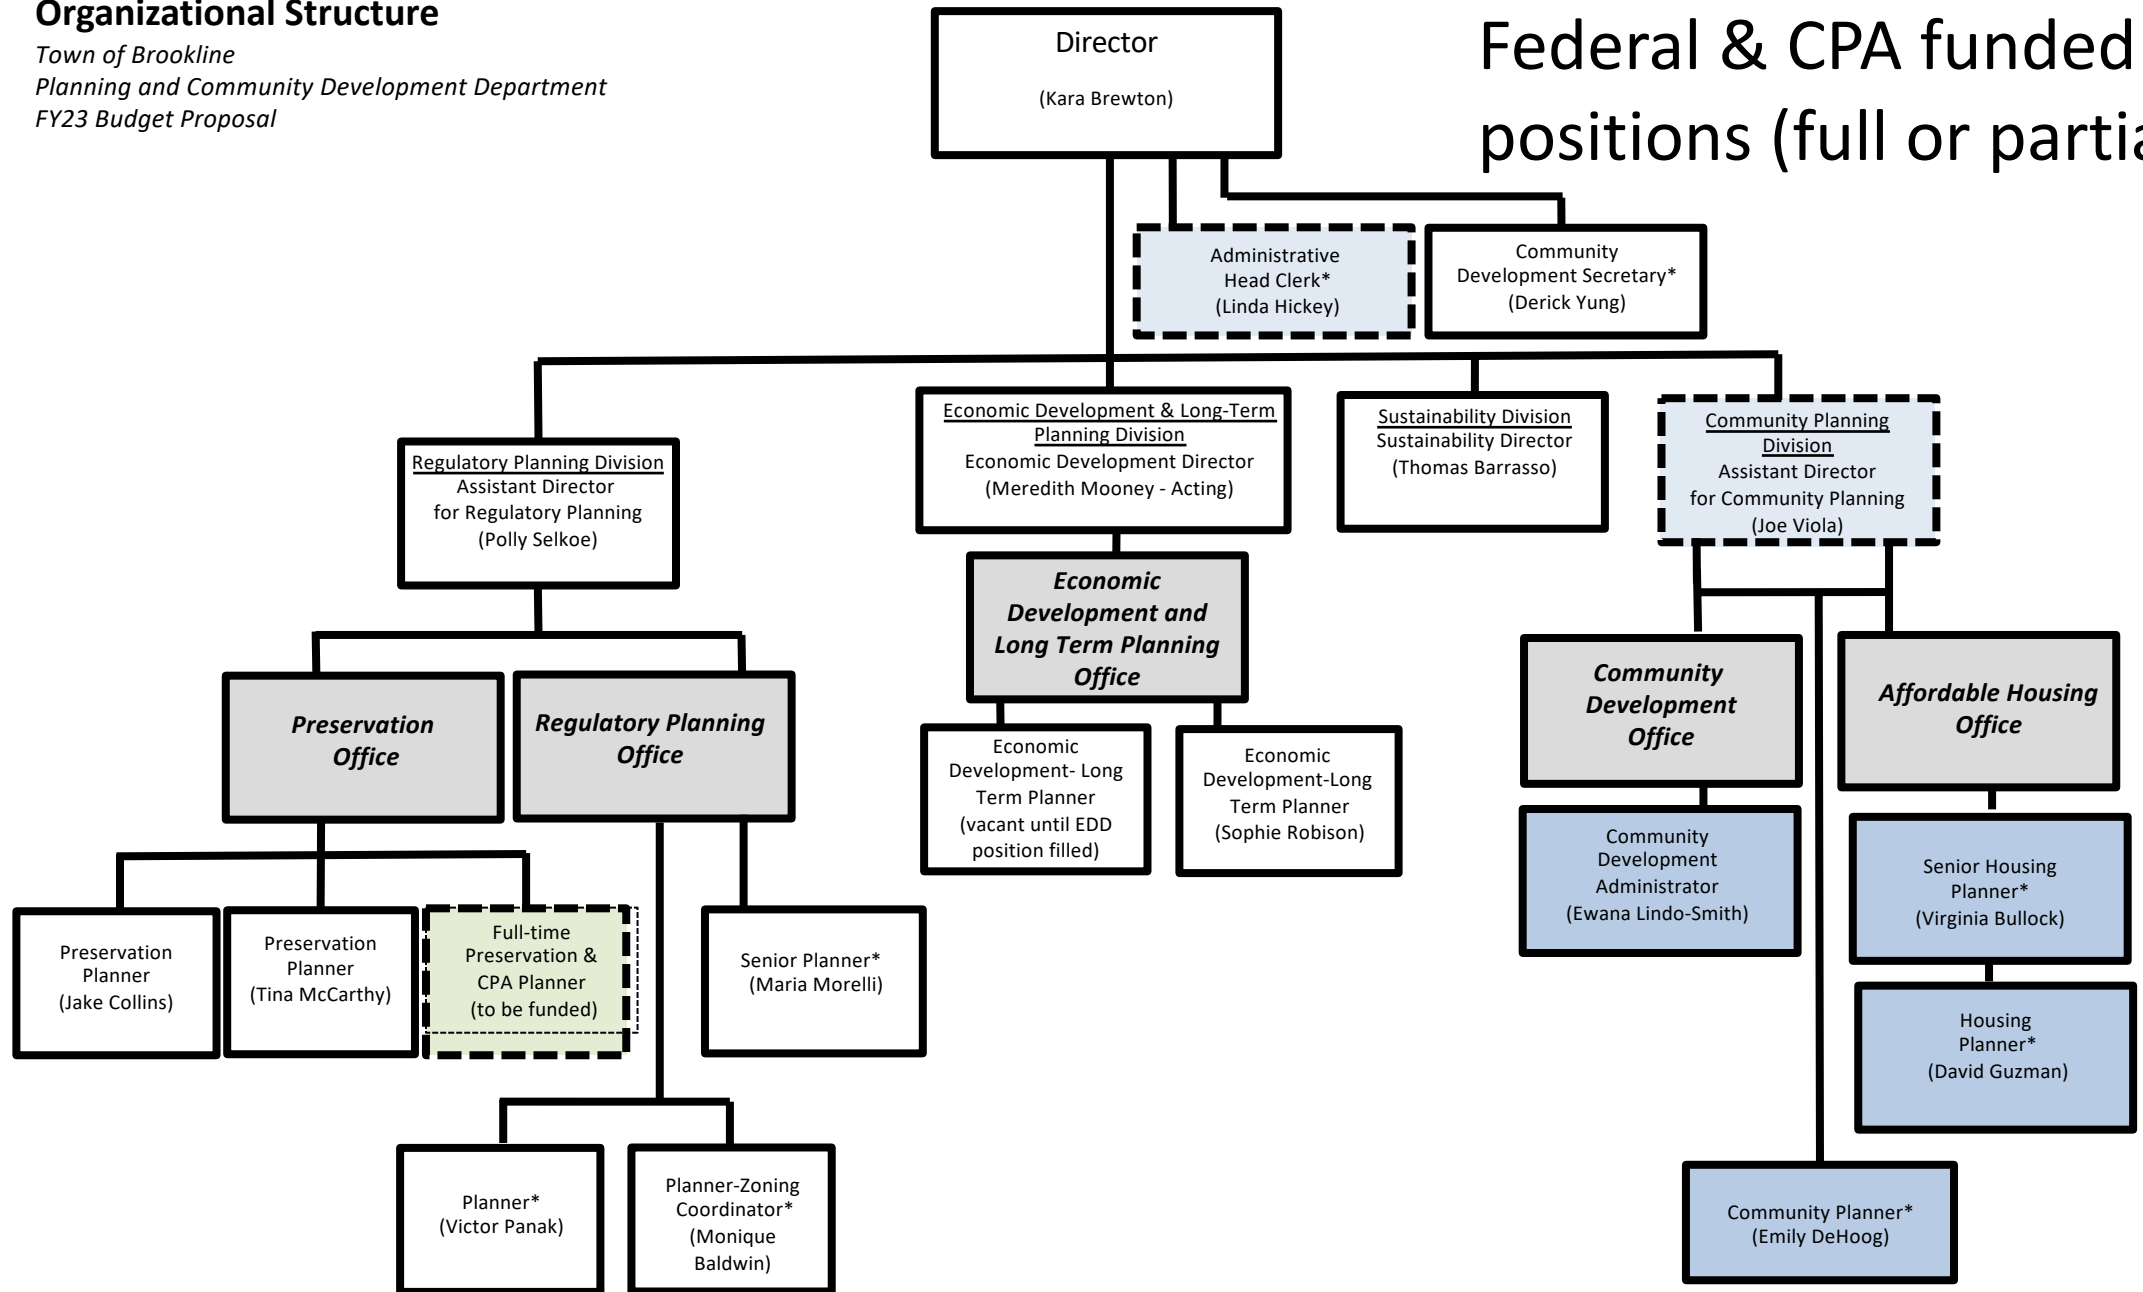 Organizational Structure
Town of Brookline
Planning and Community Development Department
FY23 Budget Proposal
Federal & CPA funded
positions (full or partia
Director
(Kara Brewton)
Administrative
Head Clerk*
(Linda Hickey)
Community
Development Secretary*
(Derick Yung)
Regulatory Planning Division
Assistant Director
for Regulatory Planning
(Polly Selkoe)
Economic Development & Long-Term
Planning Division
Economic Development Director
(Meredith Mooney - Acting)
Sustainability Division
Sustainability Director
(Thomas Barrasso)
Community Planning
Division
Assistant Director
for Community Planning
(Joe Viola)
Preservation
Office
Regulatory Planning
Office
Economic
Development and
Long Term Planning
Office
Community
Development
Office
Affordable Housing
Office
Economic
Development- Long
Term Planner
(vacant until EDD
position filled)
Economic
Development-Long
Term Planner
(Sophie Robison)
Community
Development
Administrator
(Ewana Lindo-Smith)
Senior Housing
Planner*
(Virginia Bullock)
Preservation
Planner
(Jake Collins)
Preservation
Planner
(Tina McCarthy)
Full-time
Preservation &
CPA Planner
(to be funded)
Senior Planner*
(Maria Morelli)
Housing
Planner*
(David Guzman)
Planner*
(Victor Panak)
Planner-Zoning
Coordinator*
(Monique
Baldwin)
Community Planner*
(Emily DeHoog)